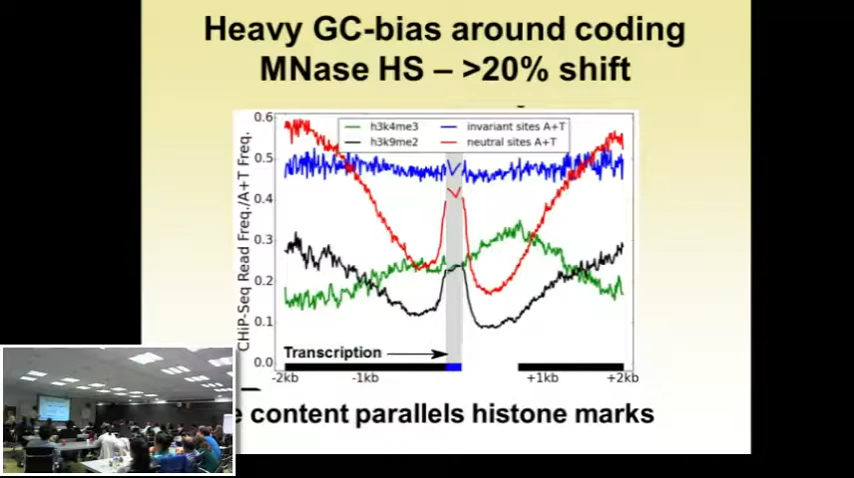 Heavy GC-bias around coding
MNase HS – >20% shift
CHiP-Seq Read Freq./A+T Freq.
0.6
0.5
0.4
0.3
0.2
0.1
0.0
h3k4me3
h3k9me2
invariant sites A+T
neutral sites A+T
Transcription
-2kb
-1kb
+1kb
+2kb
content parallels histone marks